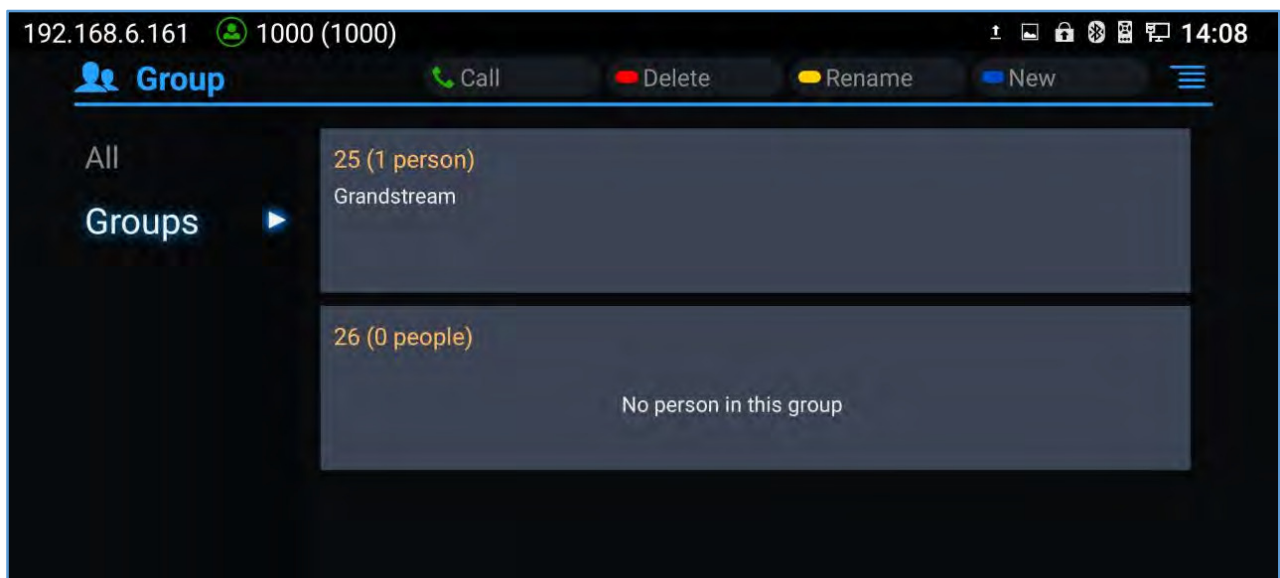 192.168.6.161 1000 (1000) 14:08
Group Call Delete Rename New
All
Groups
25 (1 person)
Grandstream
26 (0 people)
No person in this group